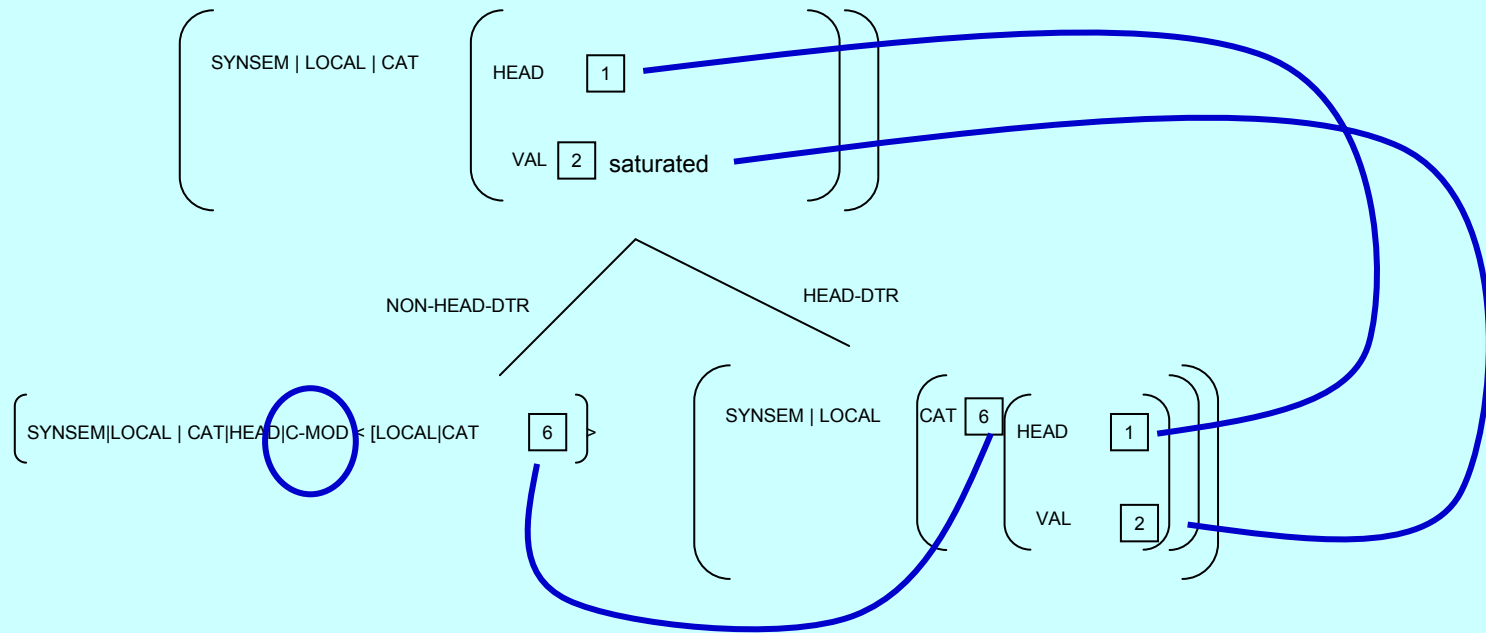 SYNSEM | LOCAL | CAT HEAD 1
VAL 2 saturated
NON-HEAD-DTR HEAD-DTR
SYNSEM|LOCAL | CAT|HEAD|C-MOD < [LOCAL|CAT 6 >
SYNSEM | LOCAL CAT 6 HEAD 1
VAL 2